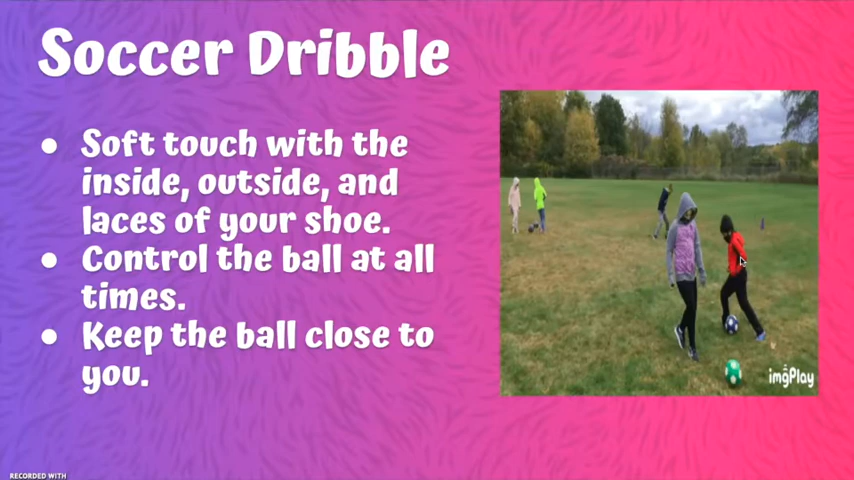 Soccer Dribble
● Soft touch with the
inside, outside, and
laces of your shoe.
● Control the ball at all
times.
● Keep the ball close to
you.
imgPlay
RECORDED WITH